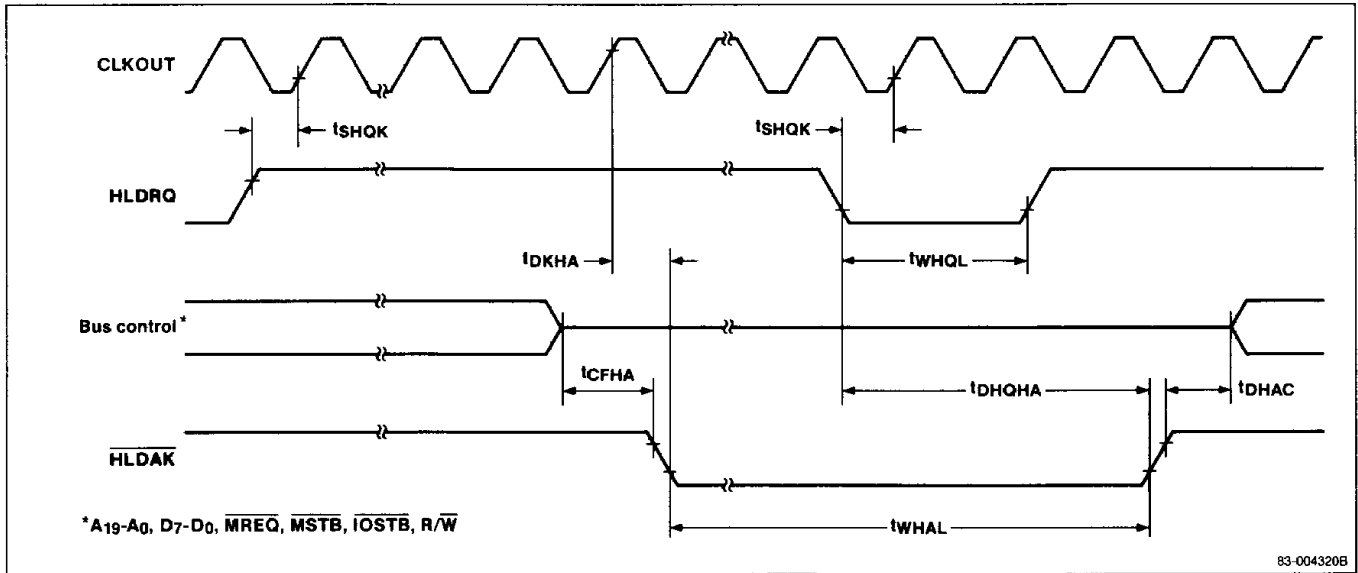 CLKOUT
tSHQK
tSHQK
HLDRQ
tDKHA
tWHQL
Bus control*
tCFHA
tDHQHA
tDHAC
HLDAK
*A19-A0, D7-D0, MREQ, MSTB, IOSTB, R/W
tWHAL
83-004320B